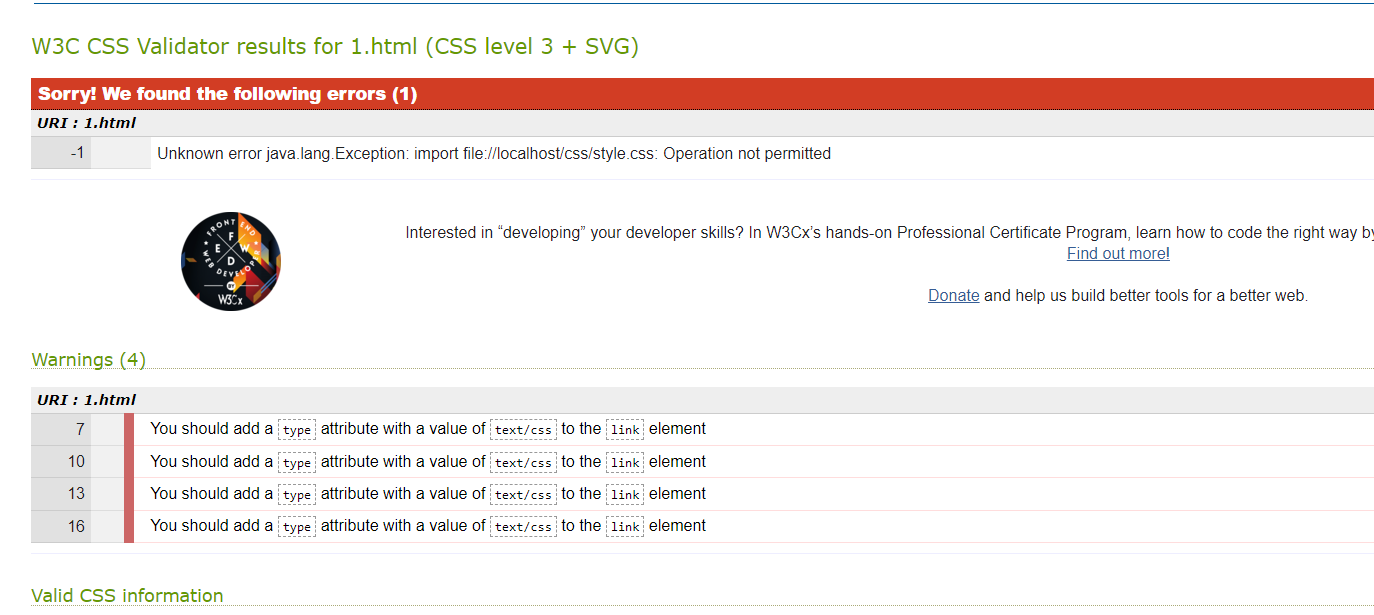 W3C CSS Validator results for 1.html (CSS level 3 + SVG)
Sorry! We found the following errors (1)
URI : 1.html
-1 Unknown error java.lang.Exception: import file://localhost/css/style.css: Operation not permitted
FRONT END
F
E W
D
WEB DEVELOPER
BY
W3Cx
Interested in “developing” your developer skills? In W3Cx’s hands-on Professional Certificate Program, learn how to code the right way by
Find out more!
Donate and help us build better tools for a better web.
Warnings (4)
URI : 1.html
7 You should add a type attribute with a value of text/css to the link element
10 You should add a type attribute with a value of text/css to the link element
13 You should add a type attribute with a value of text/css to the link element
16 You should add a type attribute with a value of text/css to the link element
Valid CSS information